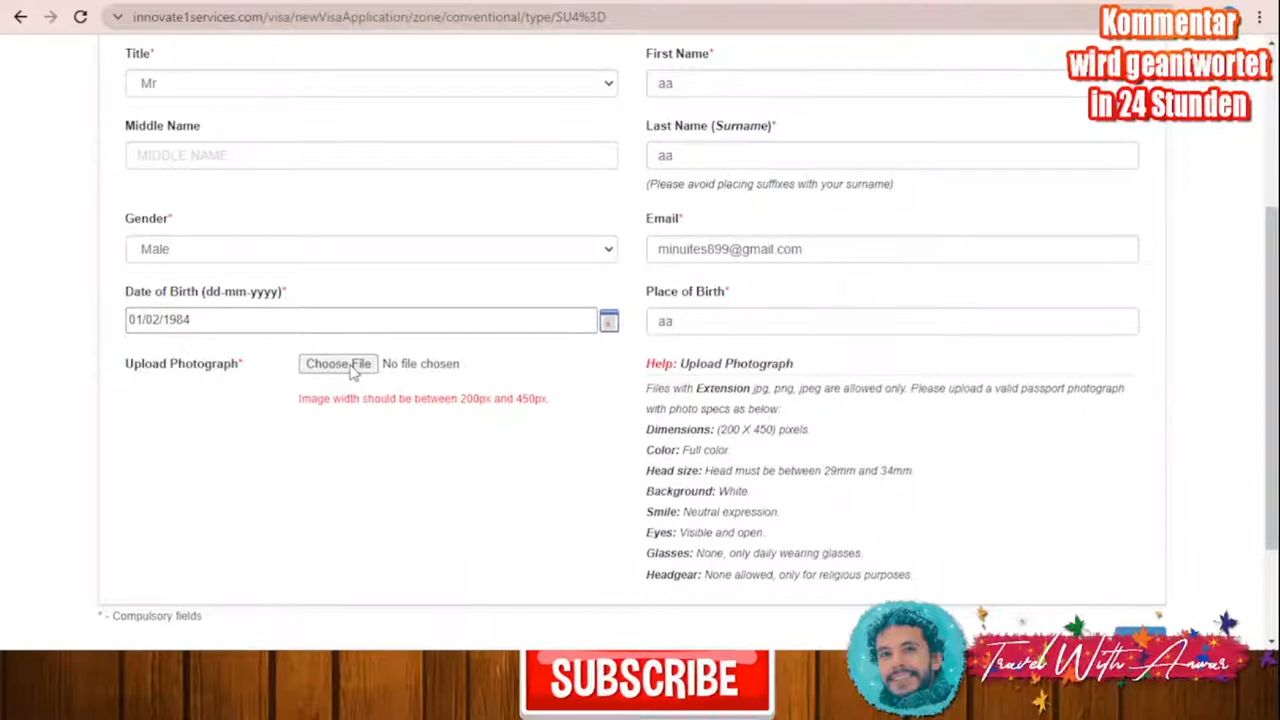 innovate1services.com/visa/newVisaApplication/zone/conventional/type/SU4%3D
Kommentar
wird geantwortet
in 24 Stunden
Title*
First Name*
Mr
aa
Middle Name
Last Name (Surname)*
MIDDLE NAME
aa
(Please avoid placing suffixes with your surname)
Gender*
Email*
Male
minuites899@gmail.com
Date of Birth (dd-mm-yyyy)*
Place of Birth*
01/02/1984
aa
Upload Photograph*
Choose File No file chosen
Help: Upload Photograph
Image width should be between 200px and 450px.
Files with Extension jpg, png, jpeg are allowed only. Please upload a valid passport photograph
with photo specs as below:
Dimensions: (200 X 450) pixels.
Color: Full color.
Head size: Head must be between 29mm and 34mm
Background: White.
Smile: Neutral expression.
Eyes: Visible and open.
Glasses: None, only daily wearing glasses.
Headgear: None allowed, only for religious purposes.
* - Compulsory fields
SUBSCRIBE
Travel With Anwar